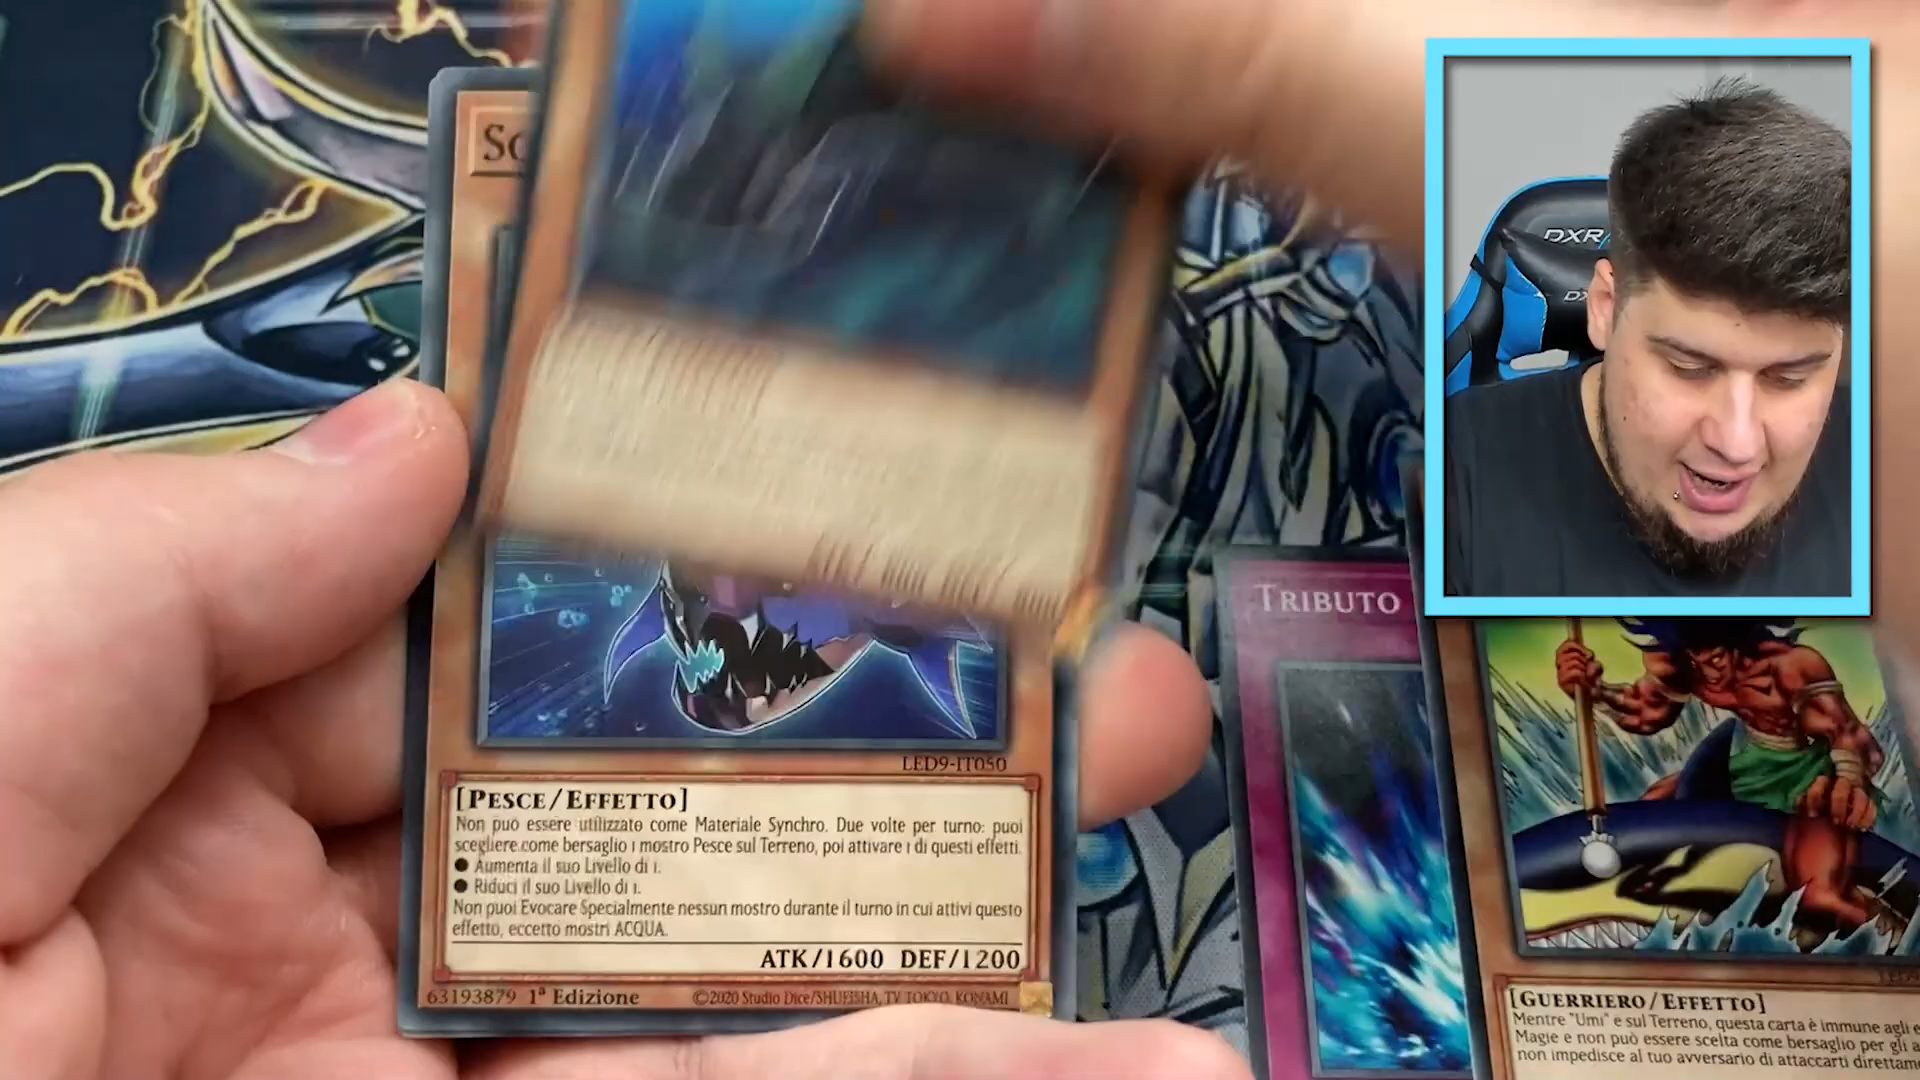 So
DXR
DX
TRIBUTO
LED9-IT050
[PESCE/EFFETTO]
Non può essere utilizzato come Materiale Synchro. Due volte per turno: puoi
scegliere come bersaglio 1 mostro Pesce sul Terreno, poi attivare 1 di questi effetti.
● Aumenta il suo Livello di 1.
● Riduci il suo Livello di 1.
Non puoi Evocare Specialmente nessun mostro durante il turno in cui attivi questo
effetto, eccetto mostri ACQUA.
ATK/1600 DEF/1200
63193879 1ª Edizione
©2020 Studio Dice/SHUEISHA, TV TOKYO, KONAMI
[GUERRIERO/EFFETTO]
Mentre "Umi" è sul Terreno, questa carta è immune agli e
Magie e non può essere scelta come bersaglio per gli a
non impedisce al tuo avversario di attaccarti direttam